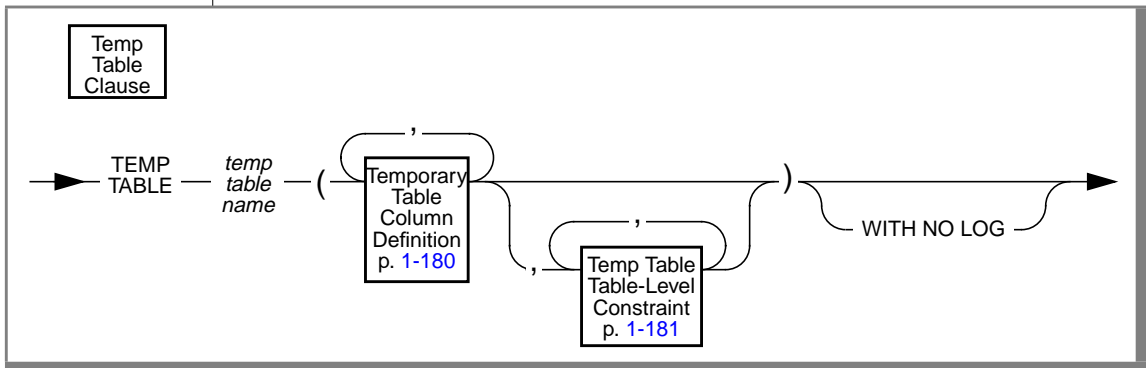 Temp
Table
Clause
,
TEMP
TABLE
temp
table
name
(
Temporary
Table
Column
Definition
p. 1-180
,
,
Temp Table
Table-Level
Constraint
p. 1-181
)
WITH NO LOG